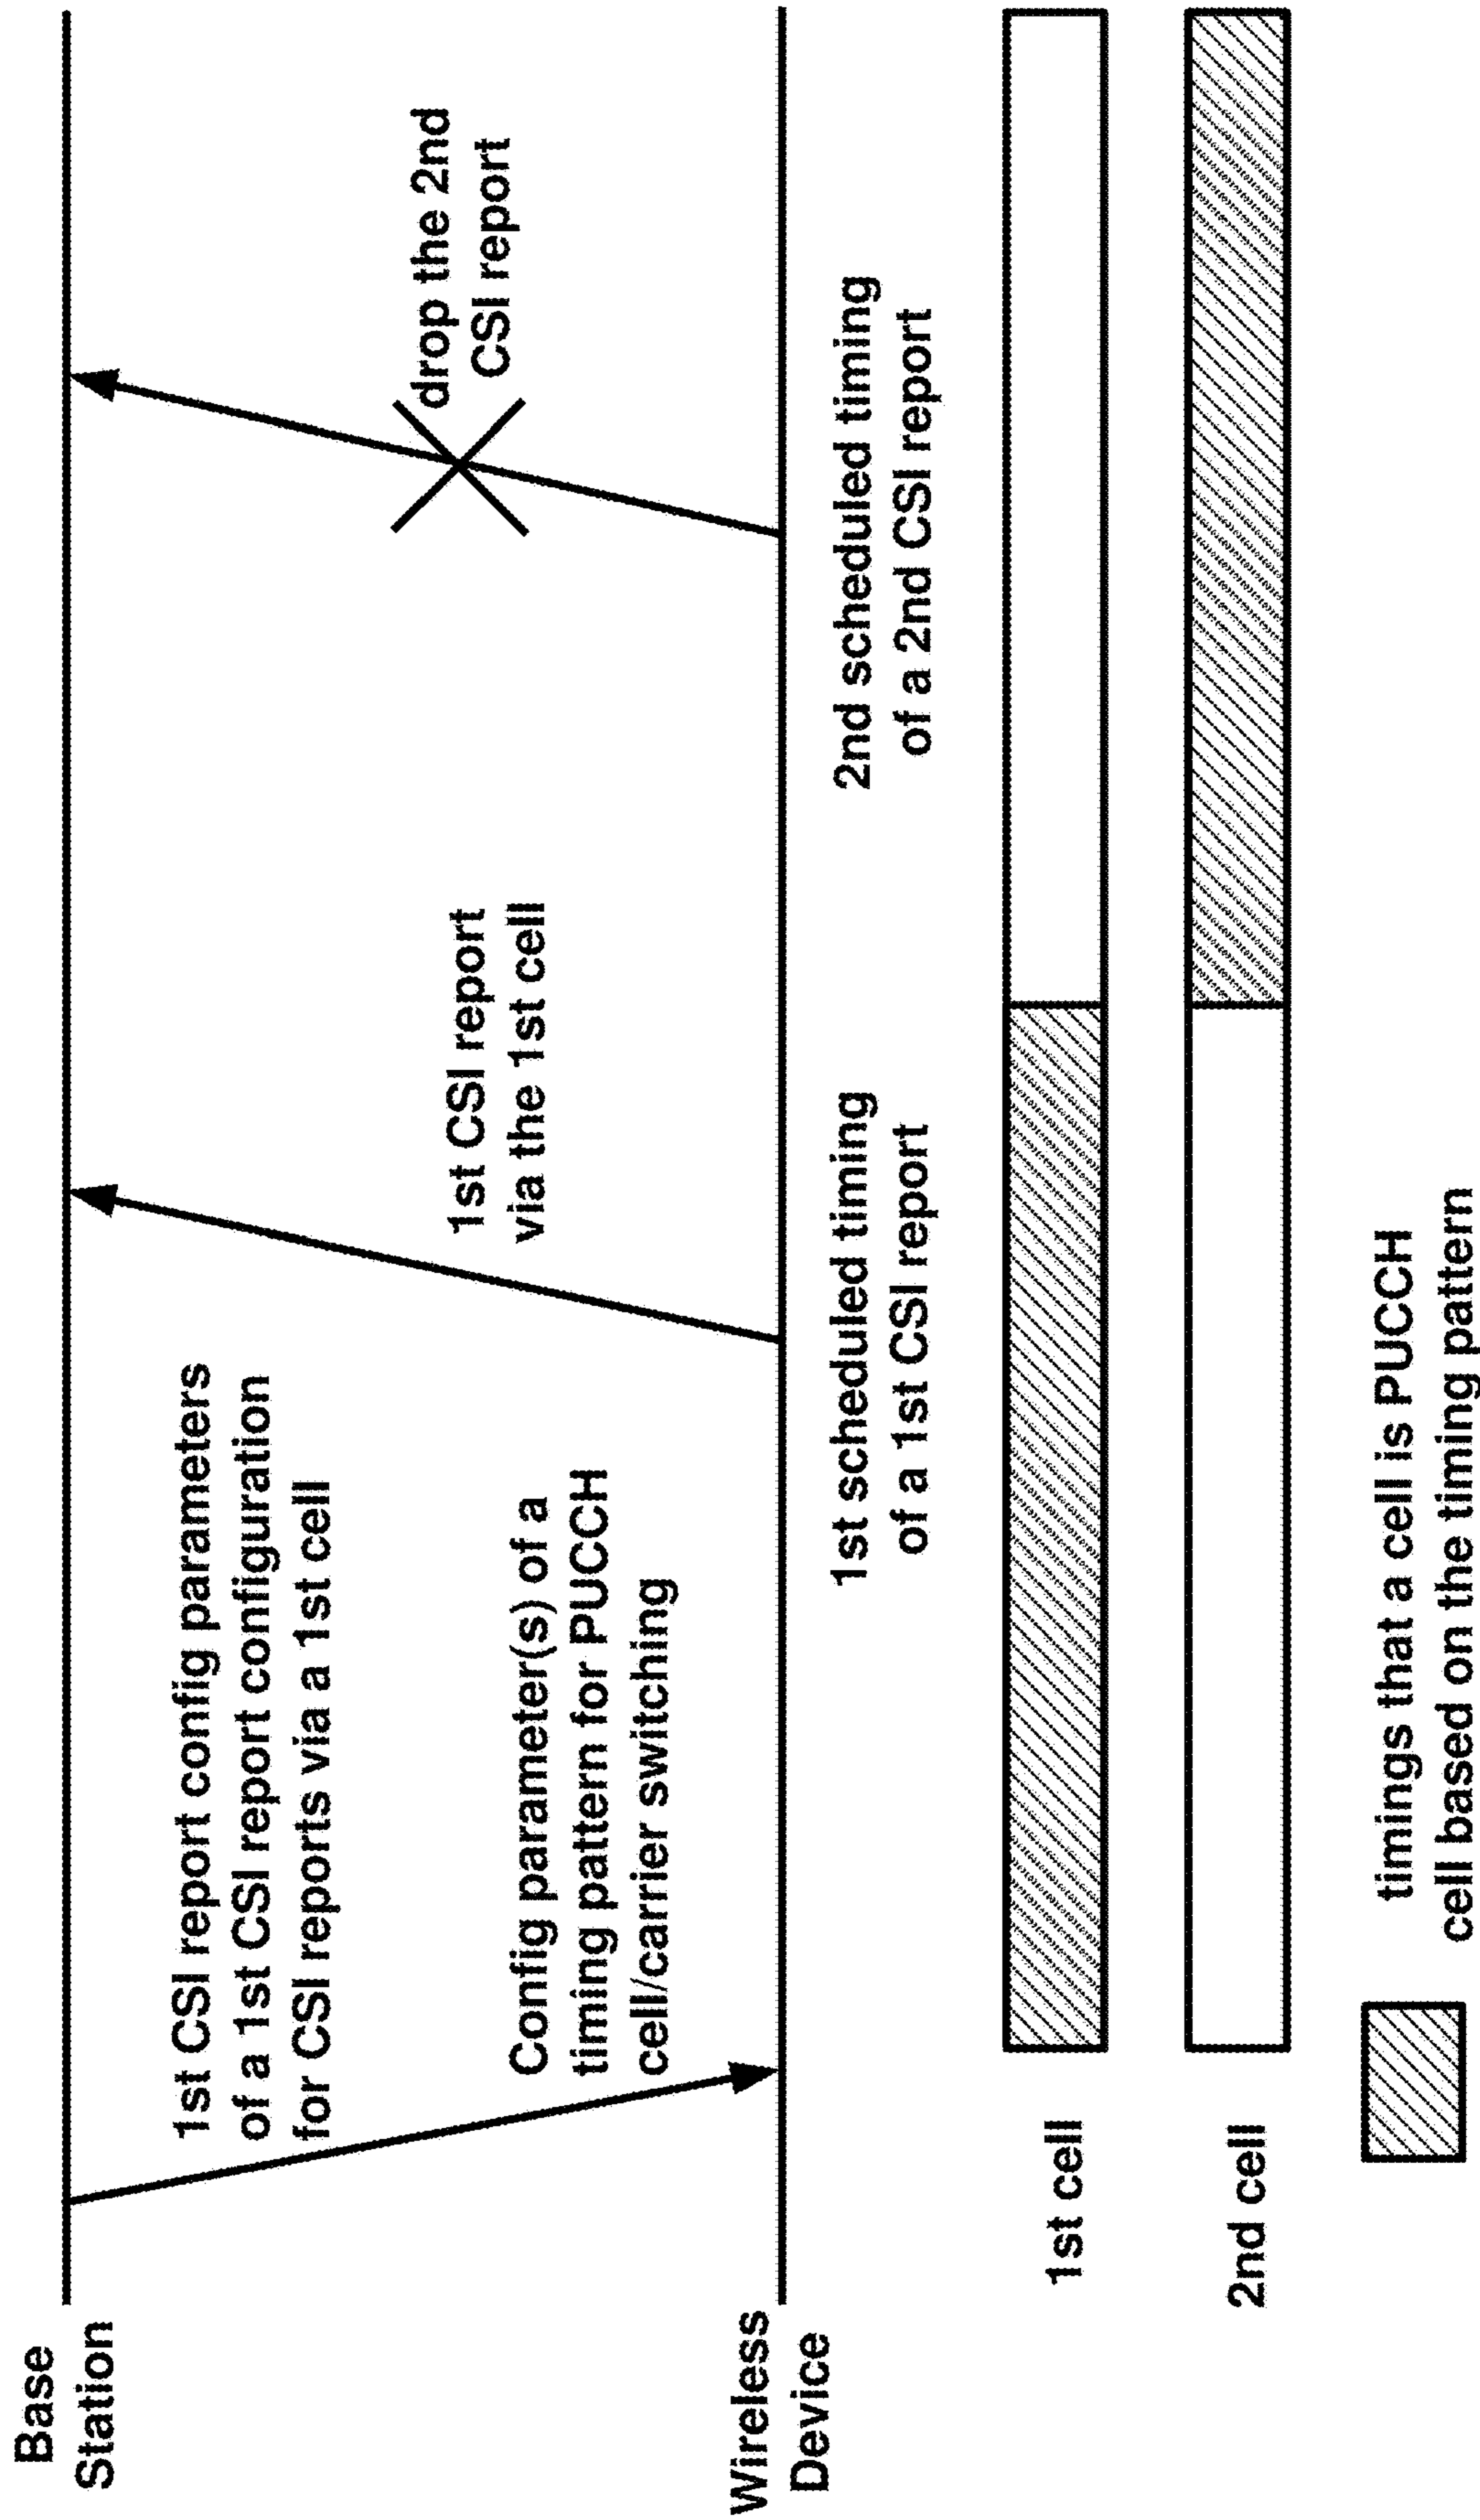 Base
Station
1st CSI report config parameters
of a 1st CSI report configuration
for CSI reports via a 1st cell
Config parameter(s) of a
timing pattern for PUCCH
cell/carrier switching
1st CSI report
via the 1st cell
drop the 2nd
CSI report
Wireless
Device
1st scheduled timing
of a 1st CSI report
2nd scheduled timing
of a 2nd CSI report
1st cell
2nd cell
timings that a cell is PUCCH
cell based on the timing pattern